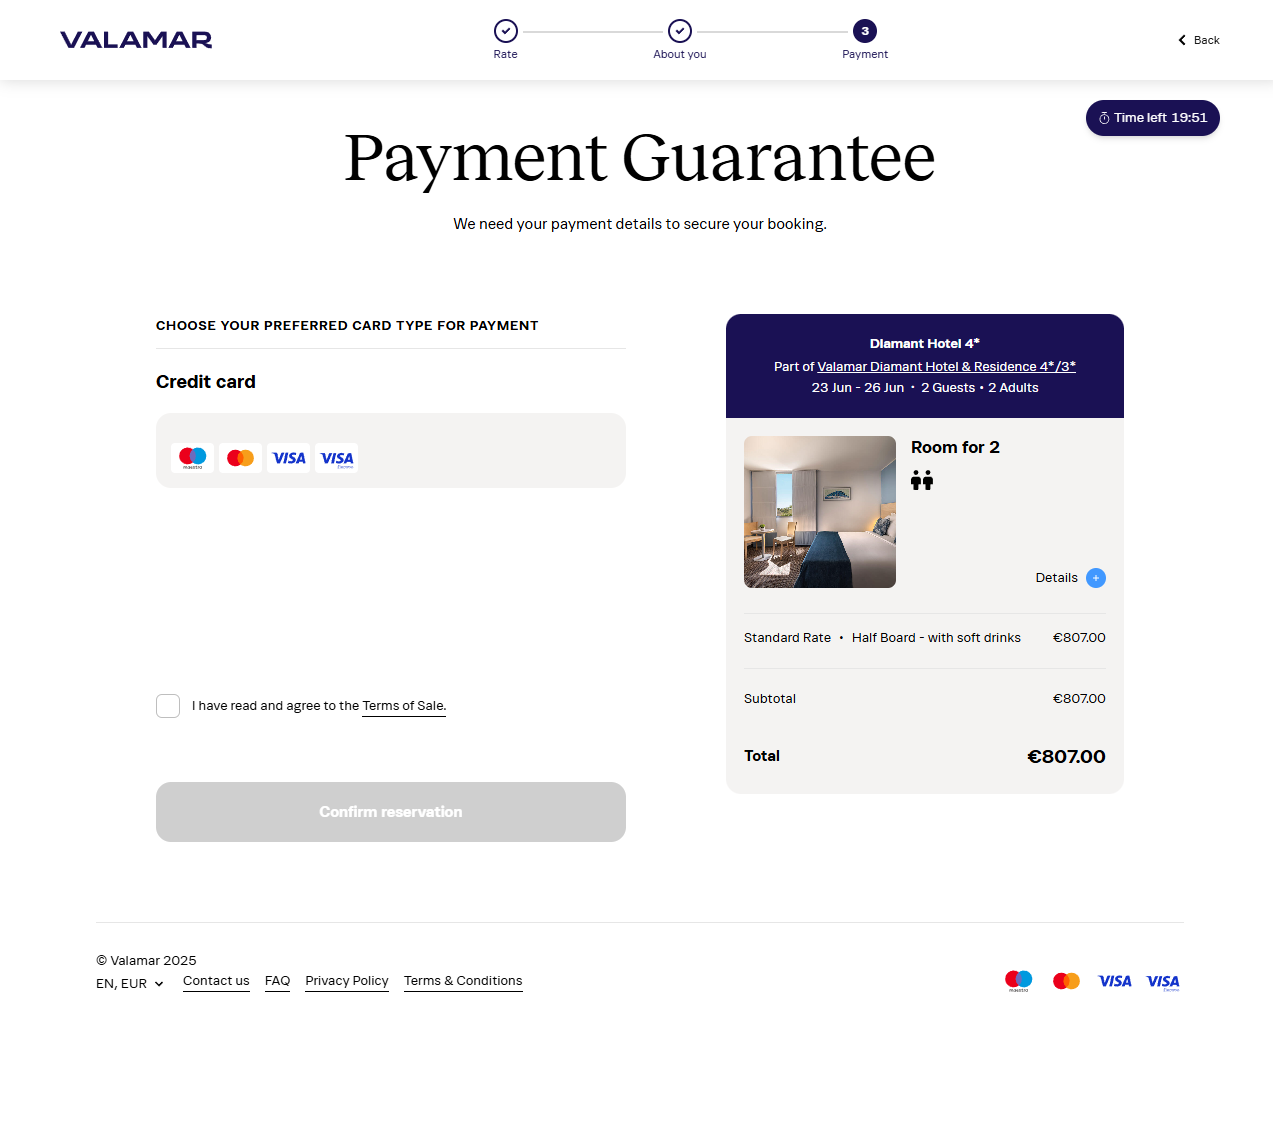 VALAMAR
Rate
About you
3
Payment
Back
Time left 19:51
Payment Guarantee
We need your payment details to secure your booking.
CHOOSE YOUR PREFERRED CARD TYPE FOR PAYMENT
Credit card
maestro
VISA
VISA
Electron
I have read and agree to the Terms of Sale.
Confirm reservation
Diamant Hotel 4*
Part of Valamar Diamant Hotel & Residence 4*/3*
23 Jun - 26 Jun • 2 Guests • 2 Adults
Room for 2
Details
Standard Rate • Half Board - with soft drinks €807.00
Subtotal €807.00
Total €807.00
© Valamar 2025
EN, EUR Contact us FAQ Privacy Policy Terms & Conditions
maestro
VISA
VISA
Electron